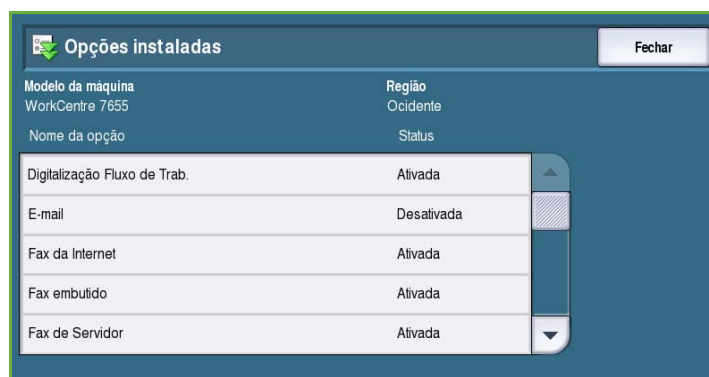 Opções instaladas
Fechar
Modelo da máquina Região
WorkCentre 7655 Ocidente
Nome da opção Status
Digitalização Fluxo de Trab. Ativada
E-mail Desativada
Fax da Internet Ativada
Fax embutido Ativada
Fax de Servidor Ativada